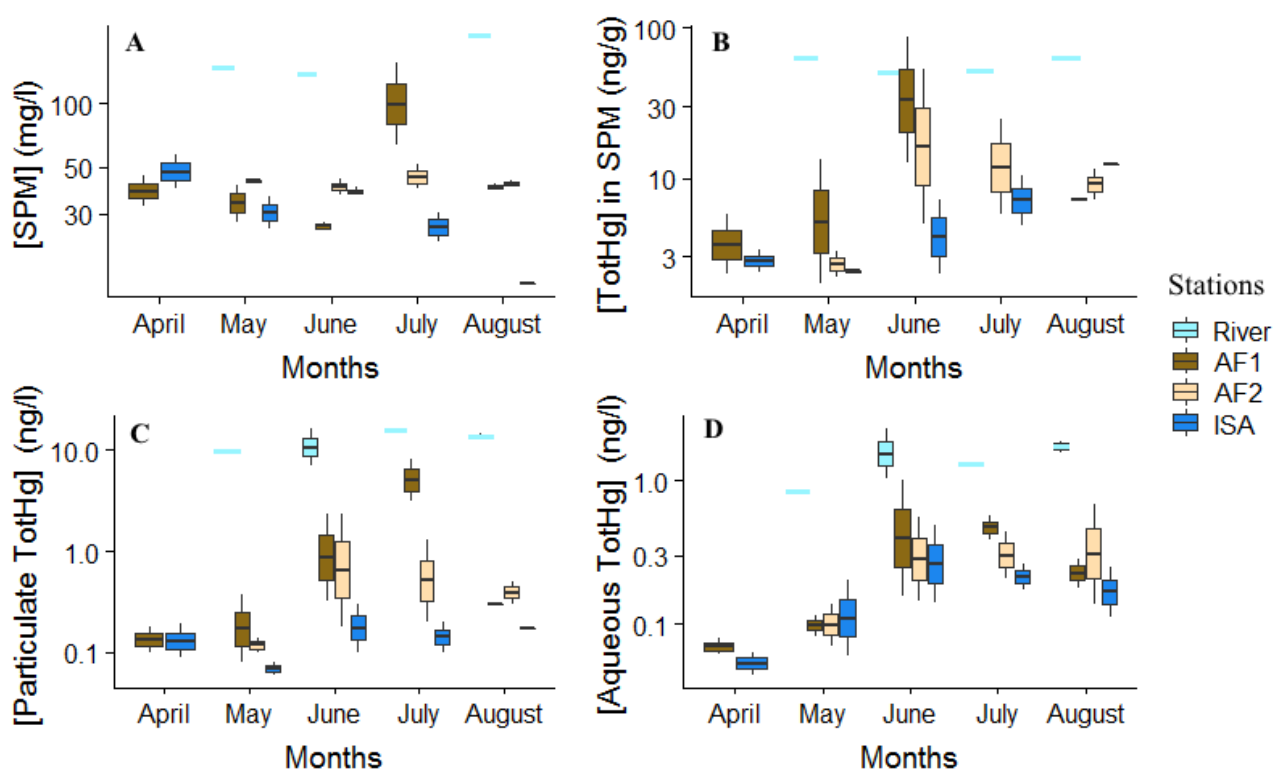 A
[SPM] (mg/l)
100
50
30
April May June July August
Months
B
[TotHg] in SPM (ng/g)
100
30
10
3
April May June July August
Months
Stations
River
AF1
AF2
ISA
C
[Particulate TotHg] (ng/l)
10.0
1.0
0.1
April May June July August
Months
D
[Aqueous TotHg] (ng/l)
1.0
0.3
0.1
April May June July August
Months